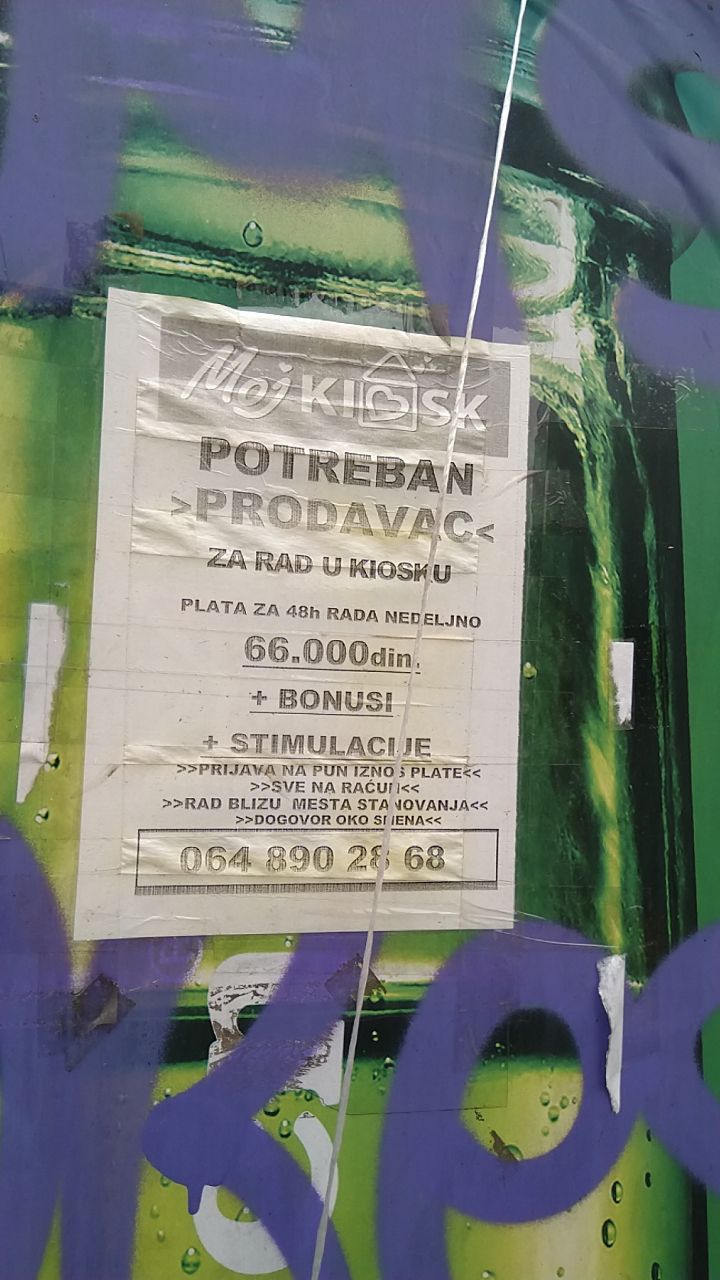 Moj KIOSK
POTREBAN
>PRODAVAC<
ZA RAD U KIOSKU
PLATA ZA 48h RADA NEDELJNO
66.000din.
+ BONUSI
+ STIMULACIJE
>>PRIJAVA NA PUN IZNOS PLATE<<
>>SVE NA RAČUN<<
>>RAD BLIZU MESTA STANOVANJA<<
>>DOGOVOR OKO SMENA<<
064 890 28 68